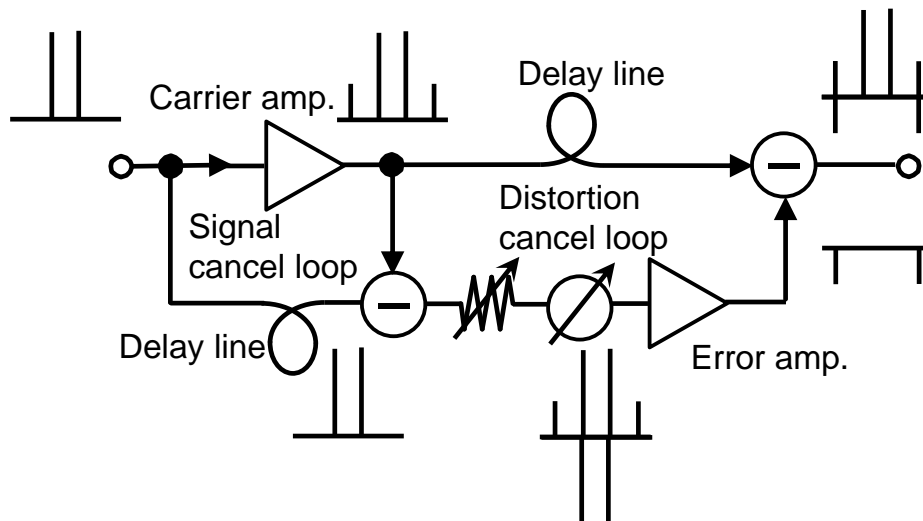 Carrier amp.
Delay line
Signal
cancel loop
Distortion
cancel loop
Delay line
Error amp.